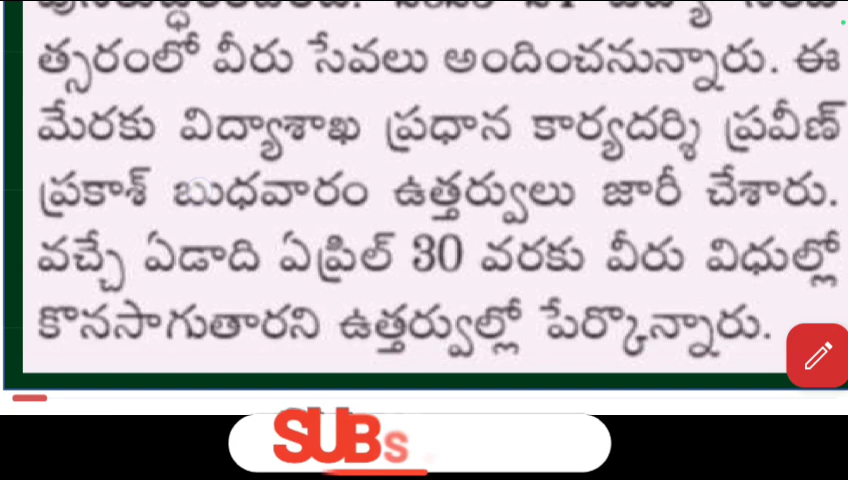 త్సరంలో వీరు సేవలు అందించనున్నారు. ఈ
మేరకు విద్యాశాఖ ప్రధాన కార్యదర్శి ప్రవీణ్
ప్రకాశ్ బుధవారం ఉత్తర్వులు జారీ చేశారు.
వచ్చే ఏడాది ఏప్రిల్ 30 వరకు వీరు విధుల్లో
కొనసాగుతారని ఉత్తర్వుల్లో పేర్కొన్నారు.
SUBS